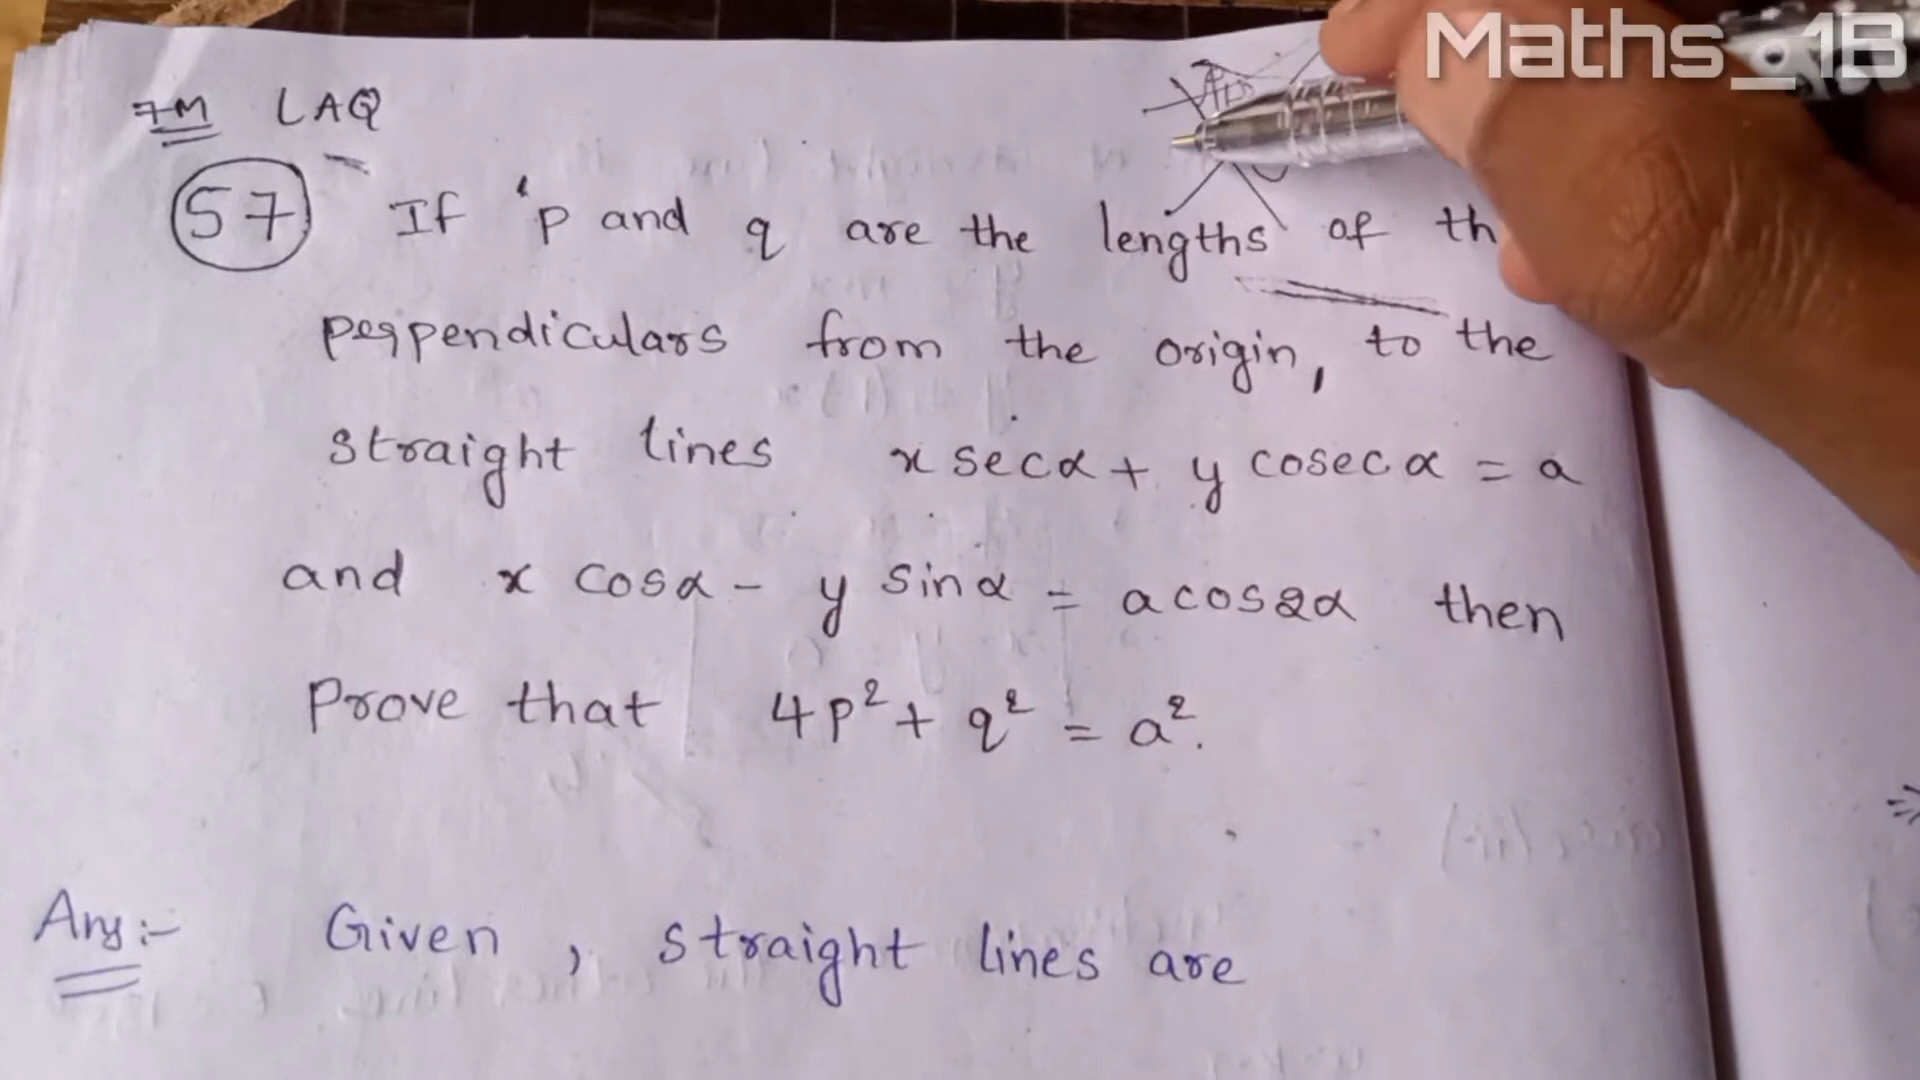 Maths_1B
7M LAQ
57 If 'p and q are the lengths of th
perpendiculars from the origin, to the
straight lines x secα + y cosec α = a
and x cosα - y sinα = a cos2α then
Prove that 4p² + q² = a².
Ans:- Given, straight lines are